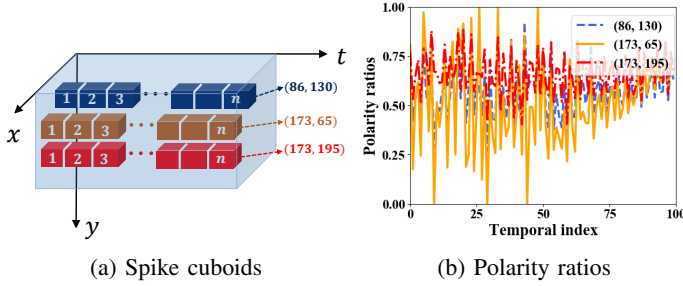 t
x
y
1 2 3 n
(86, 130)
1 2 3 n
(173, 65)
1 2 3 n
(173, 195)
(a) Spike cuboids
Polarity ratios
1.00
0.75
0.50
0.25
0.00
0 25 50 75 100
Temporal index
(86, 130)
(173, 65)
(173, 195)
(b) Polarity ratios